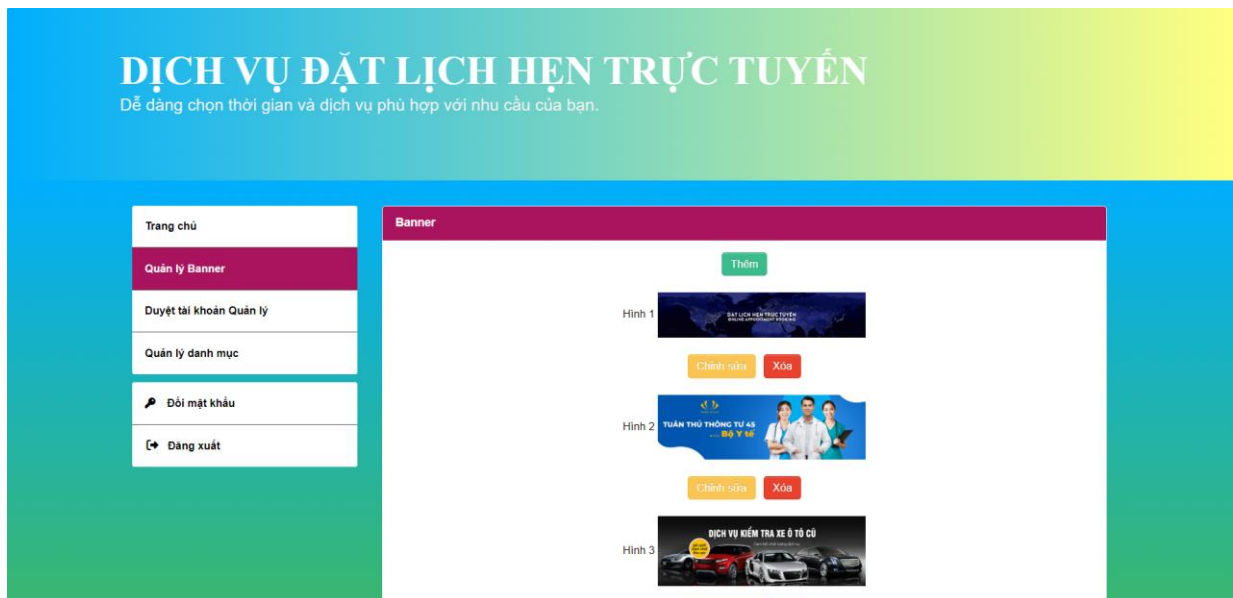 DỊCH VỤ ĐẶT LỊCH HẸN TRỰC TUYẾN
Dễ dàng chọn thời gian và dịch vụ phù hợp với nhu cầu của bạn.
Trang chủ
Quản lý Banner
Duyệt tài khoản Quản lý
Quản lý danh mục
Đổi mật khẩu
Đăng xuất
Banner
Thêm
Hình 1
ĐẶT LỊCH HẸN TRỰC TUYẾN
ONLINE APPOINTMENT BOOKING
Chỉnh sửa
Xóa
Hình 2
TUÂN THỦ THÔNG TƯ 45
Bộ Y tế
Chỉnh sửa
Xóa
Hình 3
DỊCH VỤ KIỂM TRA XE Ô TÔ CŨ